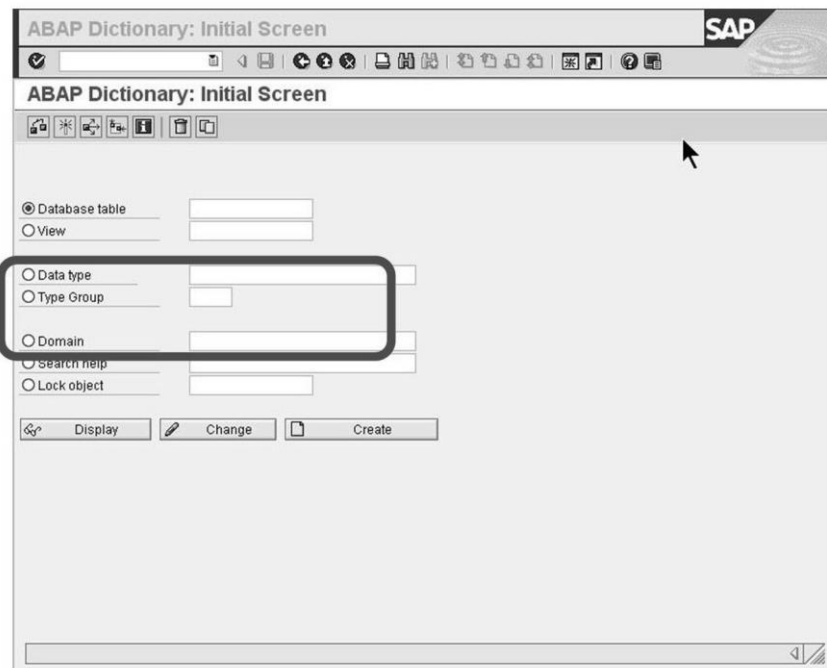 ABAP Dictionary: Initial Screen
SAP
ABAP Dictionary: Initial Screen
Database table
View
Data type
Type Group
Domain
Search help
Lock object
Display Change Create